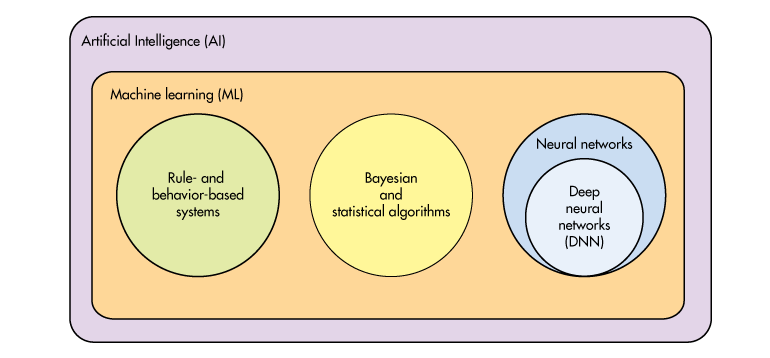 Artificial Intelligence (AI)
Machine learning (ML)
Rule- and
behavior-based
systems
Bayesian
and
statistical algorithms
Neural networks
Deep
neural
networks
(DNN)